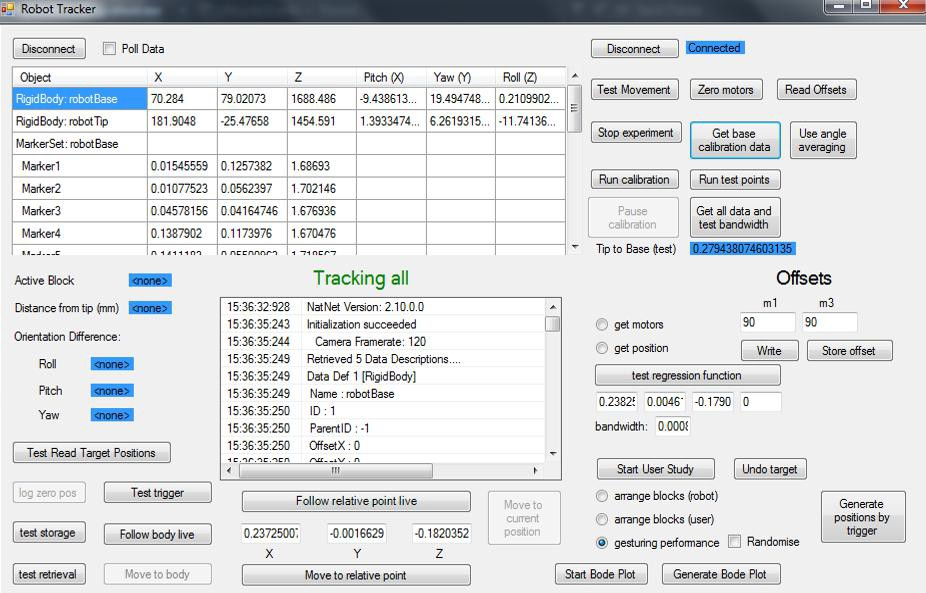 Robot Tracker
Disconnect Poll Data
Disconnect Connected
Object X Y Z Pitch (X) Yaw (Y) Roll (Z)
RigidBody: robotBase 70.284 79.02073 1688.486 -9.438613... 19.494748... 0.2109902...
RigidBody: robotTip 181.9048 -25.47658 1454.591 1.3933474... 6.2619315... -11.74136...
MarkerSet: robotBase
Marker1 0.01545559 0.1257382 1.68693
Marker2 0.01077523 0.0562397 1.702146
Marker3 0.04578156 0.04164746 1.676936
Marker4 0.1387902 0.1173976 1.670476
Test Movement Zero motors Read Offsets
Stop experiment Get base calibration data Use angle averaging
Run calibration Run test points
Pause calibration Get all data and test bandwidth
Tip to Base (test) 0.279438074603135
Active Block <none>
Distance from tip (mm) <none>
Orientation Difference:
Roll <none>
Pitch <none>
Yaw <none>
Test Read Target Positions
log zero pos Test trigger
test storage Follow body live
test retrieval Move to body
Tracking all
15:36:32:928 NatNet Version: 2.10.0.0
15:36:35:243 Initialization succeeded
15:36:35:244 Camera Framerate: 120
15:36:35:249 Retrieved 5 Data Descriptions....
15:36:35:249 Data Def 1 [RigidBody]
15:36:35:249 Name : robotBase
15:36:35:250 ID : 1
15:36:35:250 ParentID : -1
15:36:35:250 OffsetX : 0
15:36:35:250 OffsetY : 0
Follow relative point live
Move to current position
0.23725007 -0.0016629 -0.1820352
X Y Z
Move to relative point
Offsets
m1 m3
get motors 90 90
get position Write Store offset
test regression function
0.2382 0.0046 -0.1790 0
bandwidth: 0.000
Start User Study Undo target
arrange blocks (robot)
arrange blocks (user)
gesturing performance Randomise
Generate positions by trigger
Start Bode Plot Generate Bode Plot